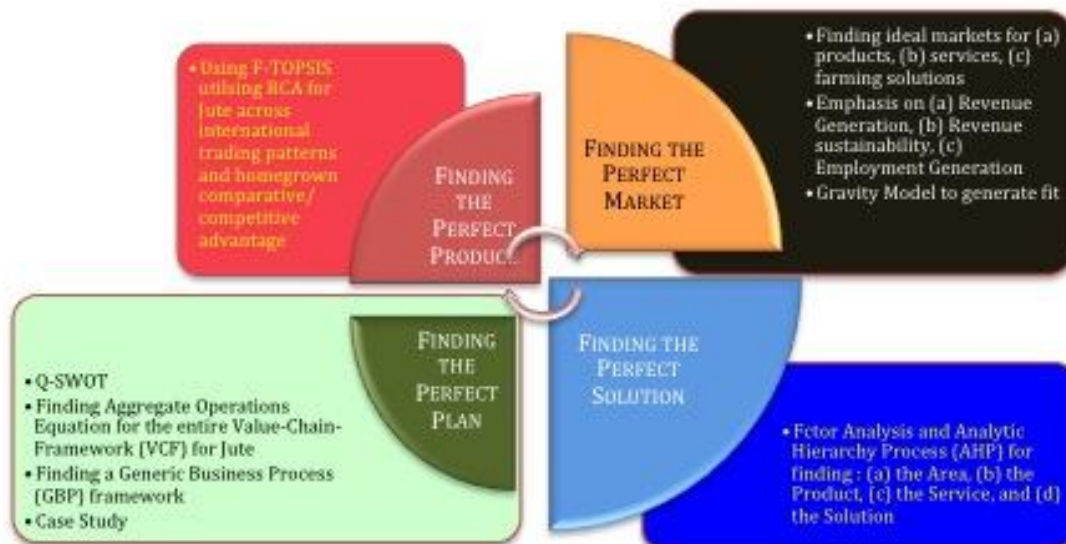 •Using F-TOPSIS
utilising RCA for
Jute across
international
trading patterns
and homegrown
comparative/
competitive
advantage
FINDING
THE
PERFECT
PRODUCT
FINDING THE
PERFECT
MARKET
•Finding ideal markets for (a)
products, (b) services, (c)
farming solutions
•Emphasis on (a) Revenue
Generation, (b) Revenue
sustainability, (c)
Employment Generation
•Gravity Model to generate fit
•Q-SWOT
•Finding Aggregate Operations
Equation for the entire Value-Chain-
Framework (VCF) for Jute
•Finding a Generic Business Process
(GBP) framework
•Case Study
FINDING
THE
PERFECT
PLAN
FINDING THE
PERFECT
SOLUTION
•Fctor Analysis and Analytic
Hierarchy Process (AHP) for
finding : (a) the Area, (b) the
Product, (c) the Service, and (d)
the Solution